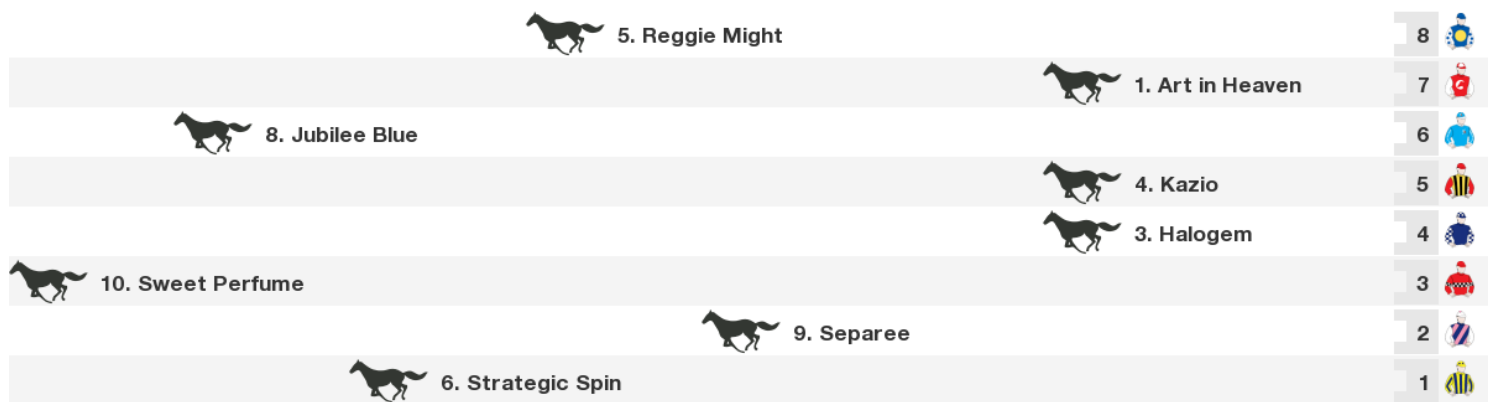 5. Reggie Might 8
1. Art in Heaven 7
8. Jubilee Blue 6
4. Kazio 5
3. Halogem 4
10. Sweet Perfume 3
9. Separee 2
6. Strategic Spin 1